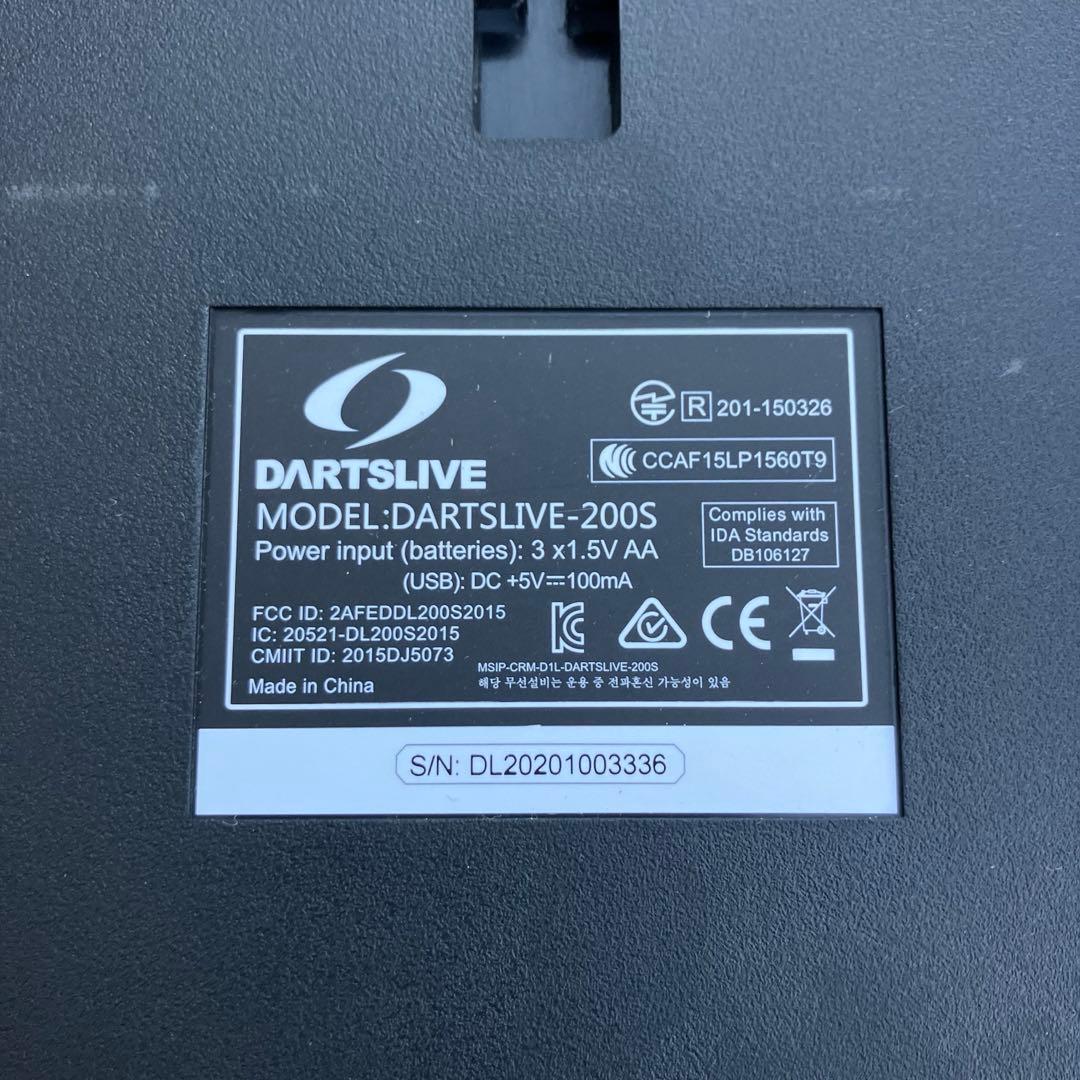 DARTSLIVE
MODEL:DARTSLIVE-200S
Power input (batteries): 3 x1.5V AA
(USB): DC +5V⎓100mA
R 201-150326
CCAF15LP1560T9
Complies with
IDA Standards
DB106127
FCC ID: 2AFEDDL200S2015
IC: 20521-DL200S2015
CMIIT ID: 2015DJ5073
Made in China
CE
MSIP-CRM-D1L-DARTSLIVE-200S
해당 무선설비는 운용 중 전파혼신 가능성이 있음
S/N: DL20201003336